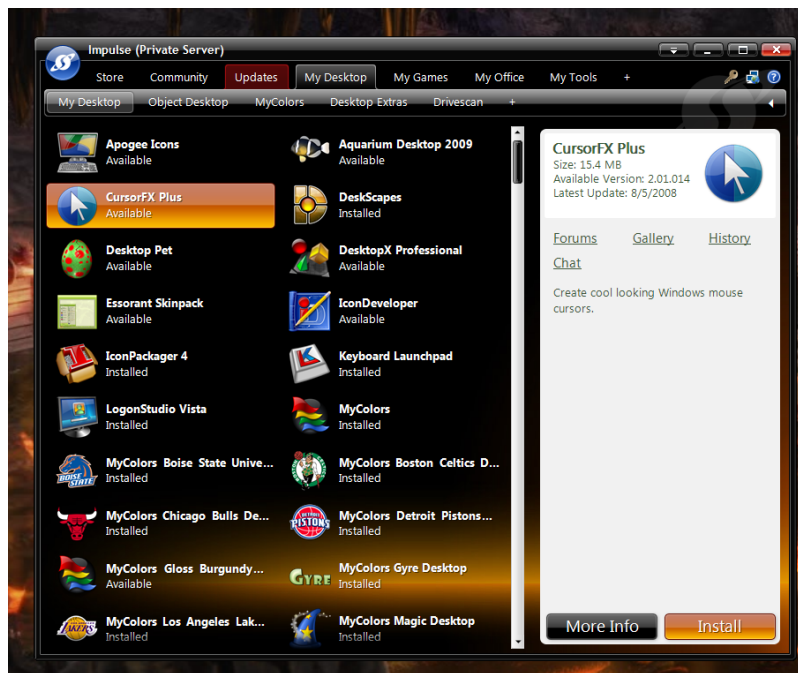 Impulse (Private Server)
Store Community Updates My Desktop My Games My Office My Tools +
My Desktop Object Desktop MyColors Desktop Extras Drivescan +
Apogee Icons
Available
Aquarium Desktop 2009
Available
CursorFX Plus
Available
DeskScapes
Installed
Desktop Pet
Available
DesktopX Professional
Available
Essorant Skinpack
Available
IconDeveloper
Available
IconPackager 4
Installed
Keyboard Launchpad
Installed
LogonStudio Vista
Installed
MyColors
Installed
MyColors Boise State Unive...
Installed
MyColors Boston Celtics D...
Installed
MyColors Chicago Bulls De...
Installed
MyColors Detroit Pistons...
Installed
MyColors Gloss Burgundy...
Available
MyColors Gyre Desktop
Installed
MyColors Los Angeles Lak...
Installed
MyColors Magic Desktop
Installed
BOISE STATE
PISTONS
GYRE
LAKERS
CursorFX Plus
Size: 15.4 MB
Available Version: 2.01.014
Latest Update: 8/5/2008
Forums Gallery History
Chat
Create cool looking Windows mouse
cursors.
More Info Install